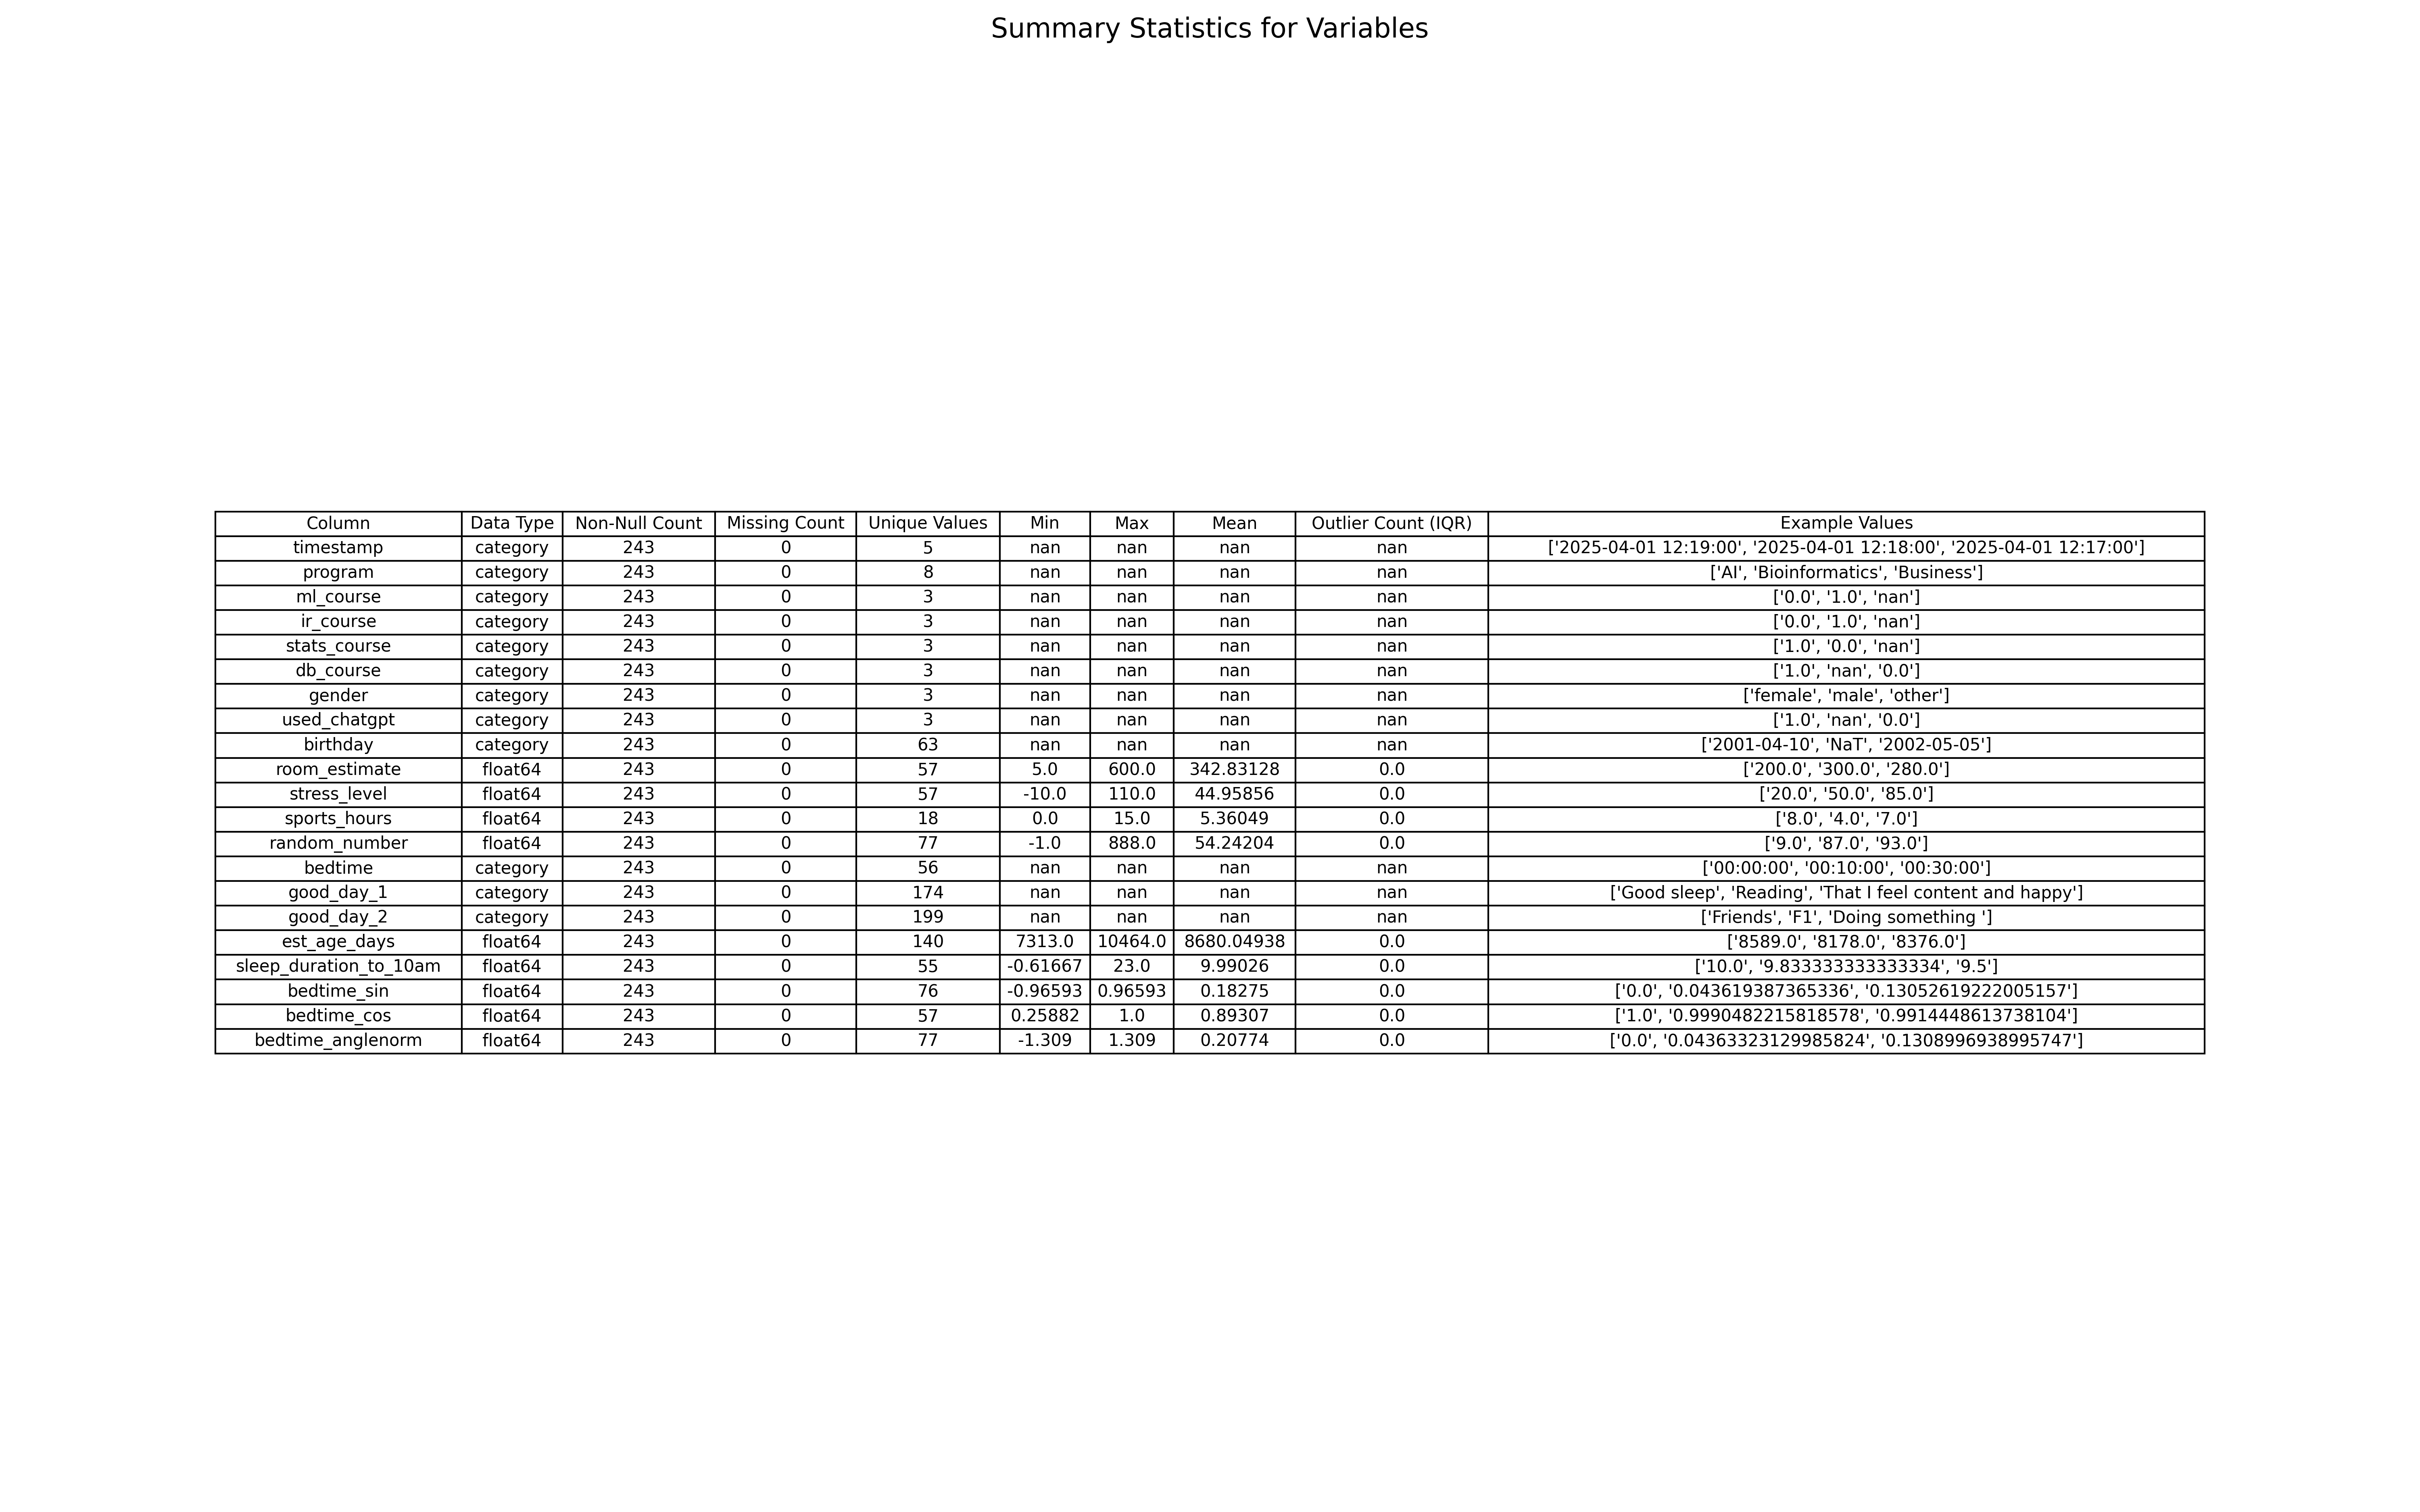 Summary Statistics for Variables
Column Data Type Non-Null Count Missing Count Unique Values Min Max Mean Outlier Count (IQR) Example Values
timestamp category 243 0 5 nan nan nan nan ['2025-04-01 12:19:00', '2025-04-01 12:18:00', '2025-04-01 12:17:00']
program category 243 0 8 nan nan nan nan ['AI', 'Bioinformatics', 'Business']
ml_course category 243 0 3 nan nan nan nan ['0.0', '1.0', 'nan']
ir_course category 243 0 3 nan nan nan nan ['0.0', '1.0', 'nan']
stats_course category 243 0 3 nan nan nan nan ['1.0', '0.0', 'nan']
db_course category 243 0 3 nan nan nan nan ['1.0', 'nan', '0.0']
gender category 243 0 3 nan nan nan nan ['female', 'male', 'other']
used_chatgpt category 243 0 3 nan nan nan nan ['1.0', 'nan', '0.0']
birthday category 243 0 63 nan nan nan nan ['2001-04-10', 'NaT', '2002-05-05']
room_estimate float64 243 0 57 5.0 600.0 342.83128 0.0 ['200.0', '300.0', '280.0']
stress_level float64 243 0 57 -10.0 110.0 44.95856 0.0 ['20.0', '50.0', '85.0']
sports_hours float64 243 0 18 0.0 15.0 5.36049 0.0 ['8.0', '4.0', '7.0']
random_number float64 243 0 77 -1.0 888.0 54.24204 0.0 ['9.0', '87.0', '93.0']
bedtime category 243 0 56 nan nan nan nan ['00:00:00', '00:10:00', '00:30:00']
good_day_1 category 243 0 174 nan nan nan nan ['Good sleep', 'Reading', 'That I feel content and happy']
good_day_2 category 243 0 199 nan nan nan nan ['Friends', 'F1', 'Doing something ']
est_age_days float64 243 0 140 7313.0 10464.0 8680.04938 0.0 ['8589.0', '8178.0', '8376.0']
sleep_duration_to_10am float64 243 0 55 -0.61667 23.0 9.99026 0.0 ['10.0', '9.833333333333334', '9.5']
bedtime_sin float64 243 0 76 -0.96593 0.96593 0.18275 0.0 ['0.0', '0.043619387365336', '0.13052619222005157']
bedtime_cos float64 243 0 57 0.25882 1.0 0.89307 0.0 ['1.0', '0.9990482215818578', '0.9914448613738104']
bedtime_anglenorm float64 243 0 77 -1.309 1.309 0.20774 0.0 ['0.0', '0.04363323129985824', '0.1308996938995747']